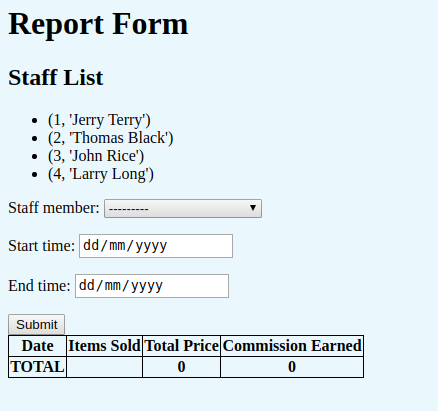 Report Form
Staff List
(1, 'Jerry Terry')
(2, 'Thomas Black')
(3, 'John Rice')
(4, 'Larry Long')
Staff member: ---------
Start time: dd/mm/yyyy
End time: dd/mm/yyyy
Submit
Date Items Sold Total Price Commission Earned
TOTAL 0 0